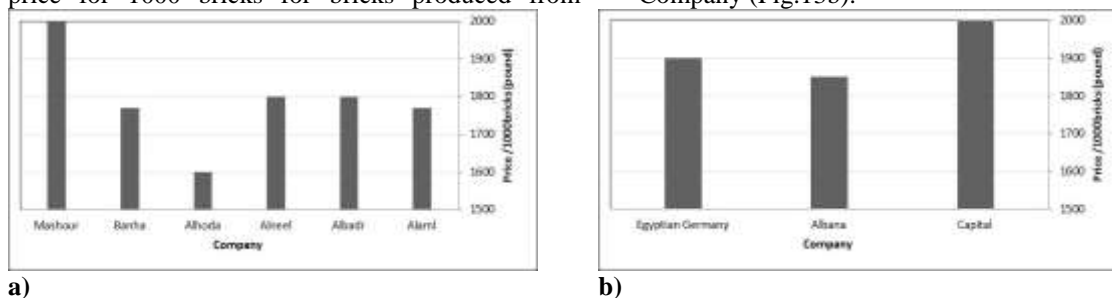 price for 1000 bricks for bricks produced from
Company (Fig.13b).
2000
1900
1800
1700
1600
1500
Price /1000bricks(pound)
Mashour Banha Alhoda Alreel Albadr Alaml
Company
a)
2000
1900
1800
1700
1600
1500
Price /1000bricks(pound)
Egyptian Germany Albana Capital
Company
b)